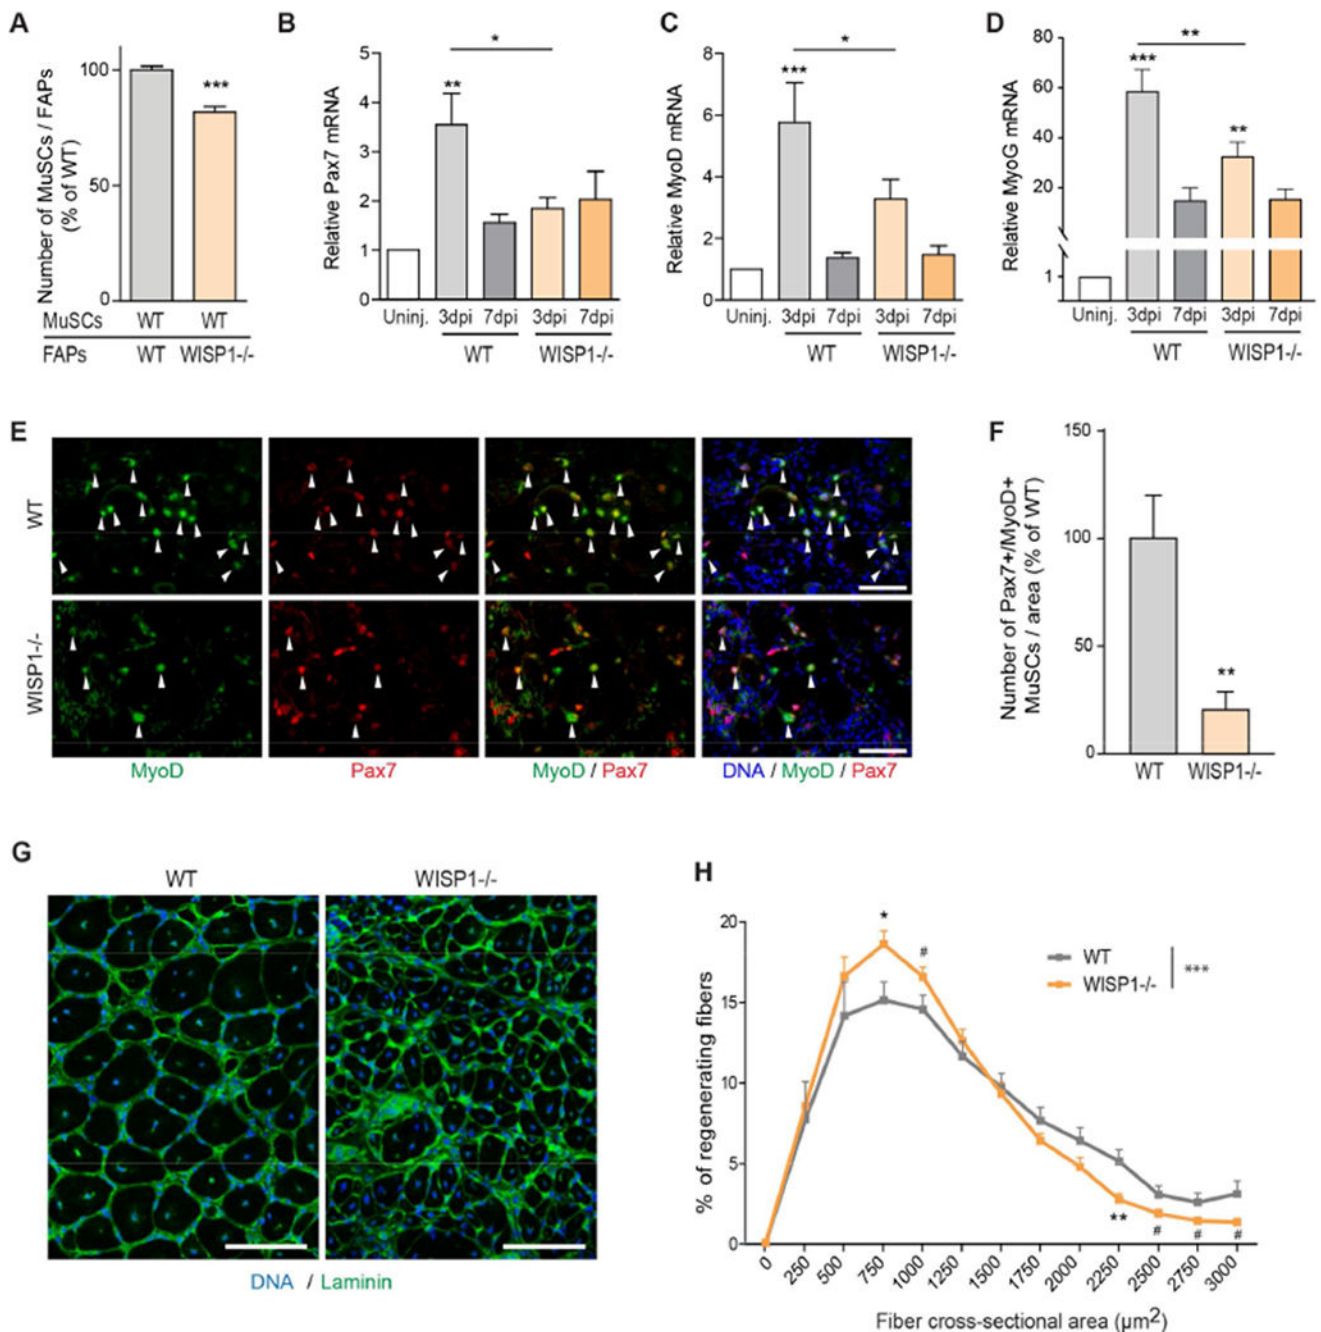 A
Number of MuSCs / FAPs
(% of WT)
100
50
0
***
MuSCs WT WT
FAPs WT WISP1-/-
B
Relative Pax7 mRNA
5
4
3
2
1
0
*
**
Uninj. 3dpi 7dpi 3dpi 7dpi
WT WISP1-/-
C
Relative MyoD mRNA
8
6
4
2
0
*
***
Uninj. 3dpi 7dpi 3dpi 7dpi
WT WISP1-/-
D
Relative MyoG mRNA
80
60
40
20
1
**
***
**
Uninj. 3dpi 7dpi 3dpi 7dpi
WT WISP1-/-
E
WT
WISP1-/-
MyoD Pax7 MyoD / Pax7 DNA / MyoD / Pax7
F
Number of Pax7+/MyoD+
MuSCs / area (% of WT)
150
100
50
0
**
WT WISP1-/-
G
WT WISP1-/-
DNA / Laminin
H
% of regenerating fibers
20
15
10
5
0
*
#
WT
WISP1-/-
***
**
# # #
0 250 500 750 1000 1250 1500 1750 2000 2250 2500 2750 3000
Fiber cross-sectional area (µm²)